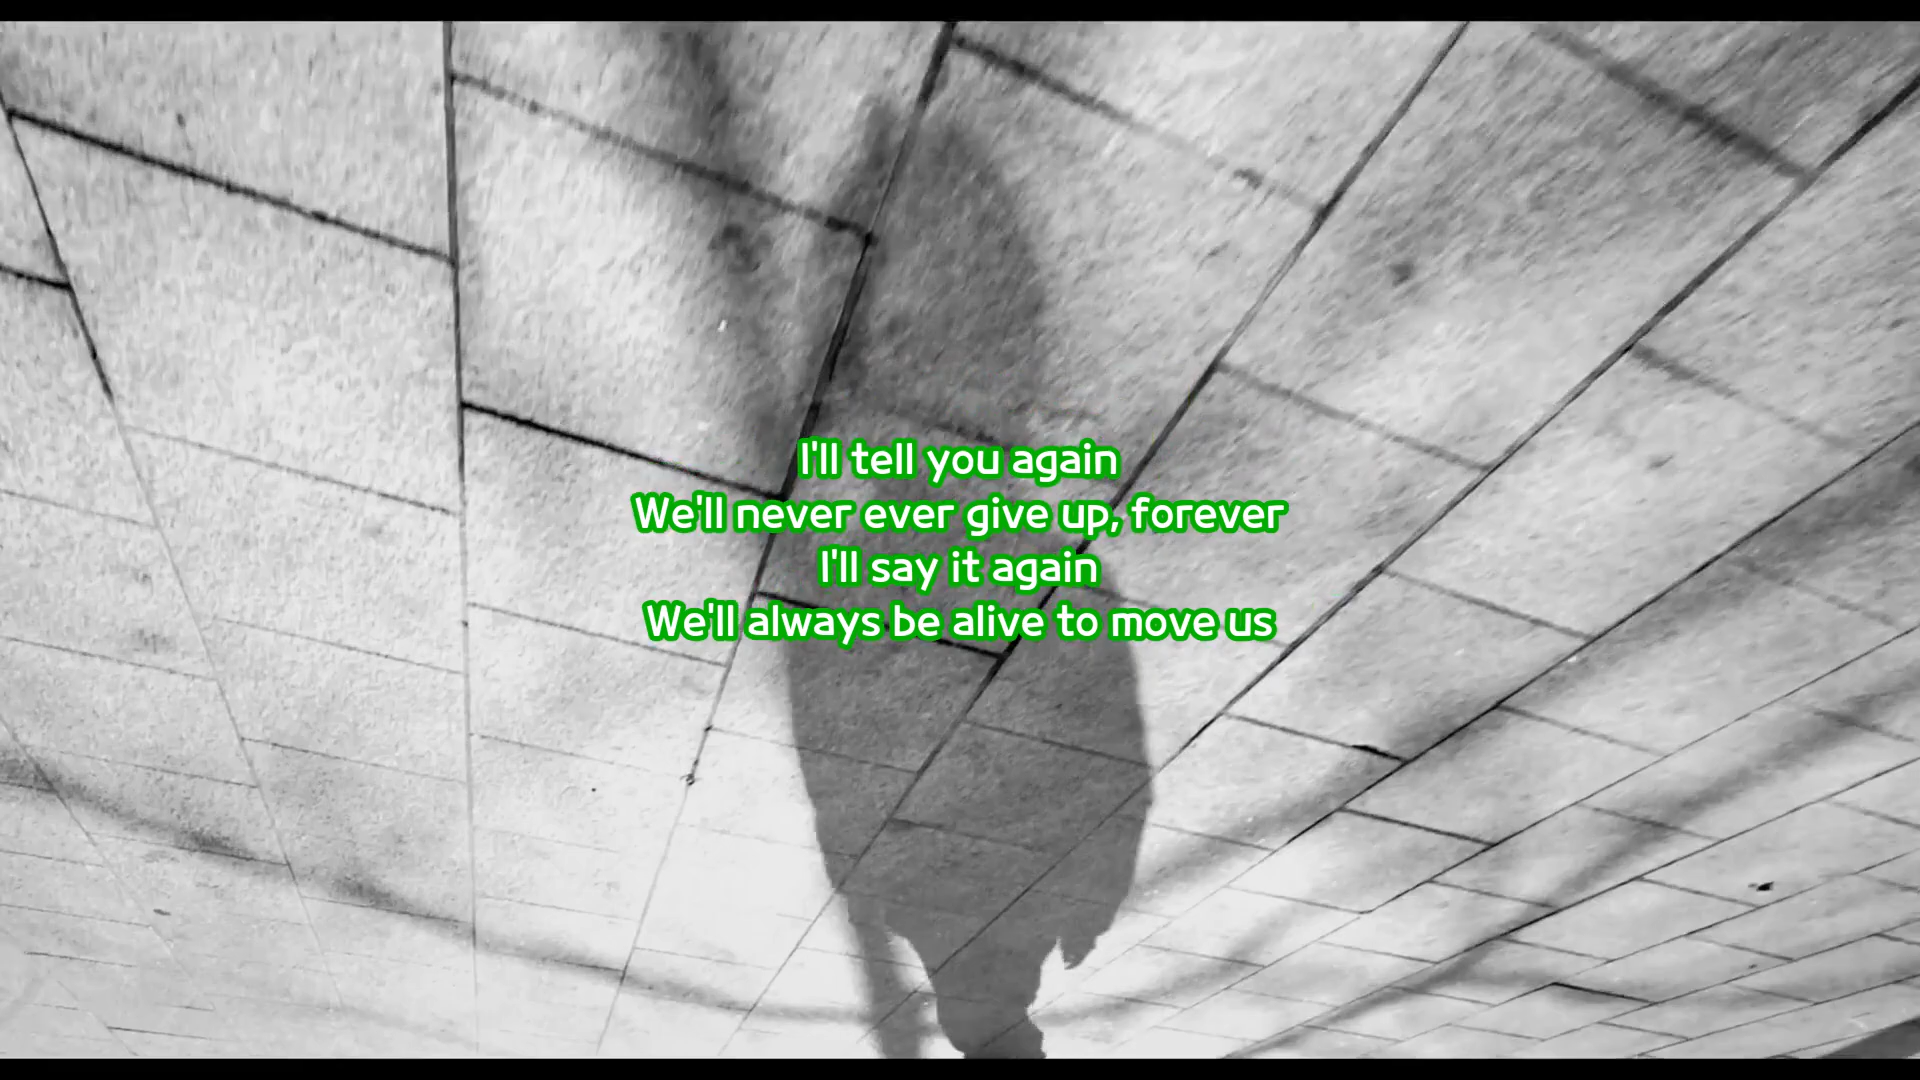 I'll tell you again
We'll never ever give up, forever
I'll say it again
We'll always be alive to move us